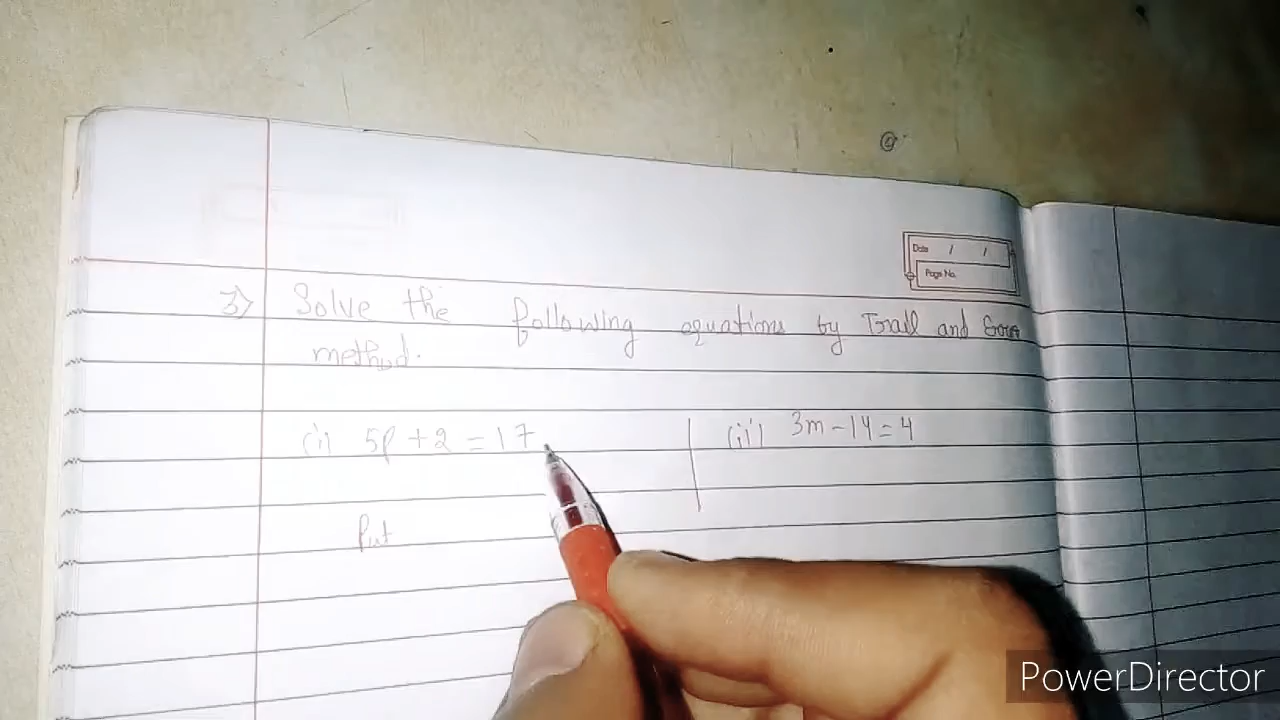 Date / /
Page No.
3) Solve the following equations by Trail and Error
method.
(i) 5p + 2 = 17
(ii) 3m - 14 = 4
Put
PowerDirector